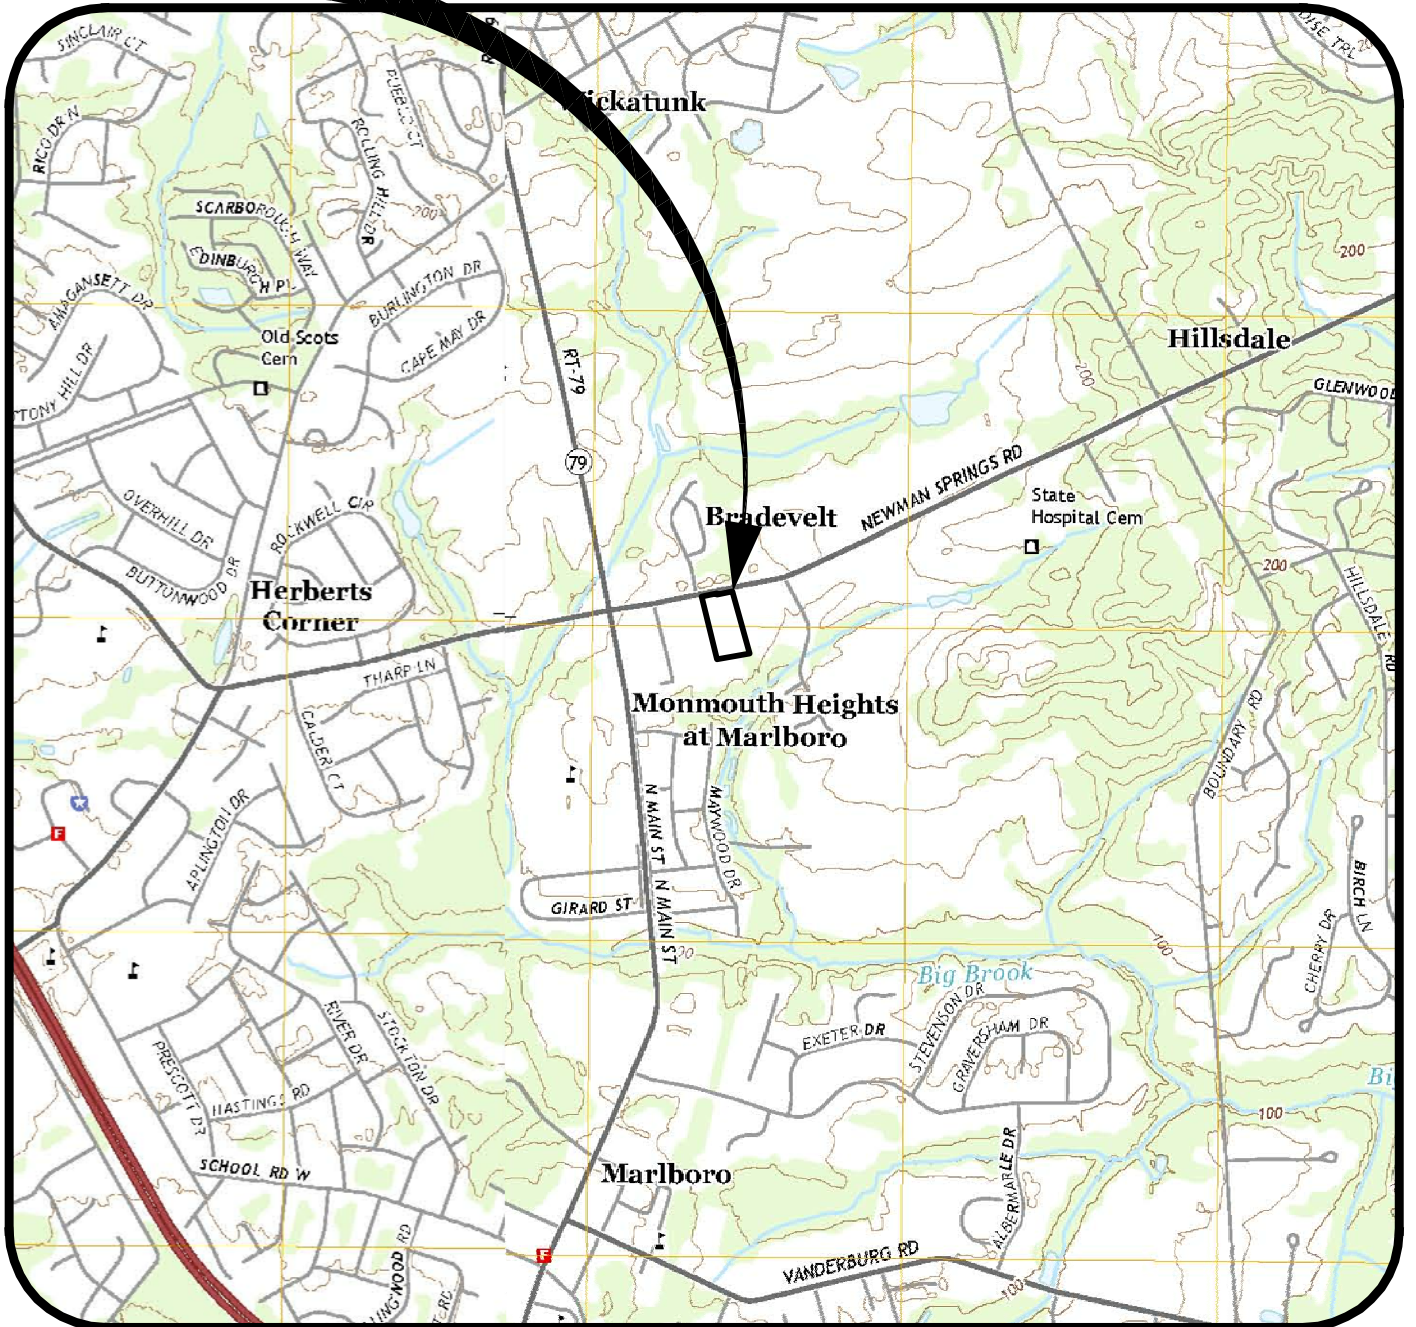 SINCLAIR CT
RICO DR N
ROLLING HILL DR
ickatunk
SCARBOROUGH WAY
EDINBURGH PL
200
AMAGANSETT DR
BURLINGTON DR
CAPE MAY DR
Old Scots
Cem
TONY HILL DR
RT-79
79
200
Hillsdale
200
GLENWOOD
NEWMAN SPRINGS RD
State
Hospital Cem
Bradevelt
OVERHILL DR
ROCKWELL CIR
BUTTONWOOD DR
Herberts
Corner
200
HILLSDALE RD
THARP LN
CALDER CT
Monmouth Heights
at Marlboro
BOUNDARY RD
N MAIN ST
MAYWOOD DR
F
APLINGTON DR
GIRARD ST
N MAIN ST
BIRCH LN
CHERRY DR
100
Big Brook
STEVENSON DR
EXETER DR
GRAVERSHAM DR
RIVER DR
STOCKTON DR
PRESCOTT DR
HASTINGS RD
Bi
100
SCHOOL RD W
Marlboro
ALBERMARLE DR
F
VANDERBURG RD
100